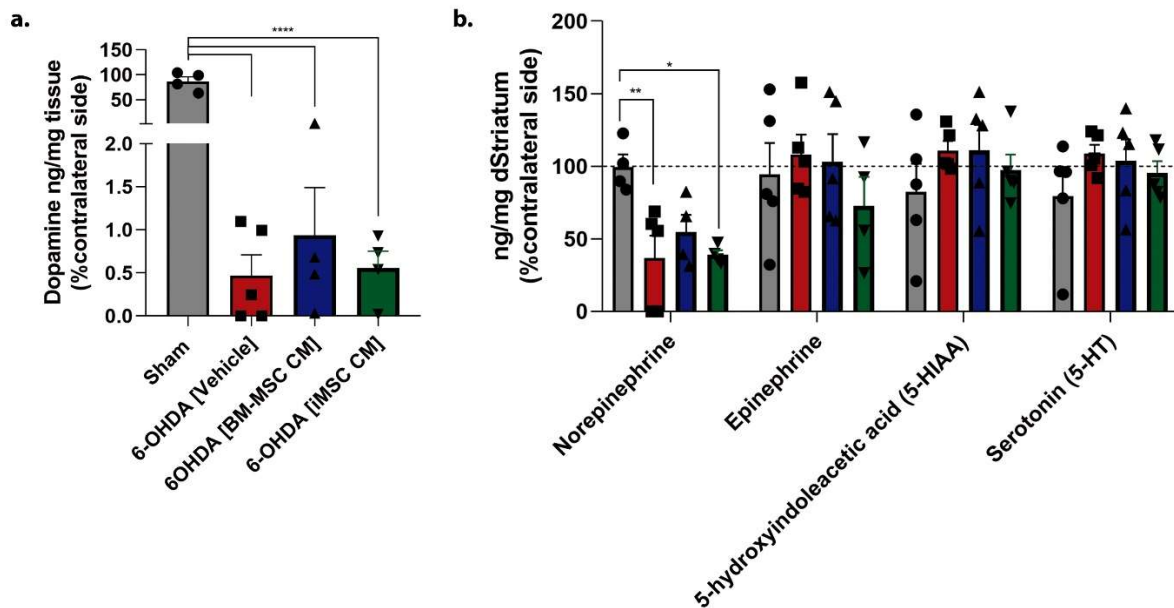 a.
Dopamine ng/mg tissue
(%contralateral side)
150
100
50
2.0
1.5
1.0
0.5
0.0
****
Sham
6-OHDA [Vehicle]
6OHDA [BM-MSC CM]
6-OHDA [iMSC CM]
b.
ng/mg dStriatum
(%contralateral side)
200
150
100
50
0
**
*
Norepinephrine
Epinephrine
5-hydroxyindoleacetic acid (5-HIAA)
Serotonin (5-HT)